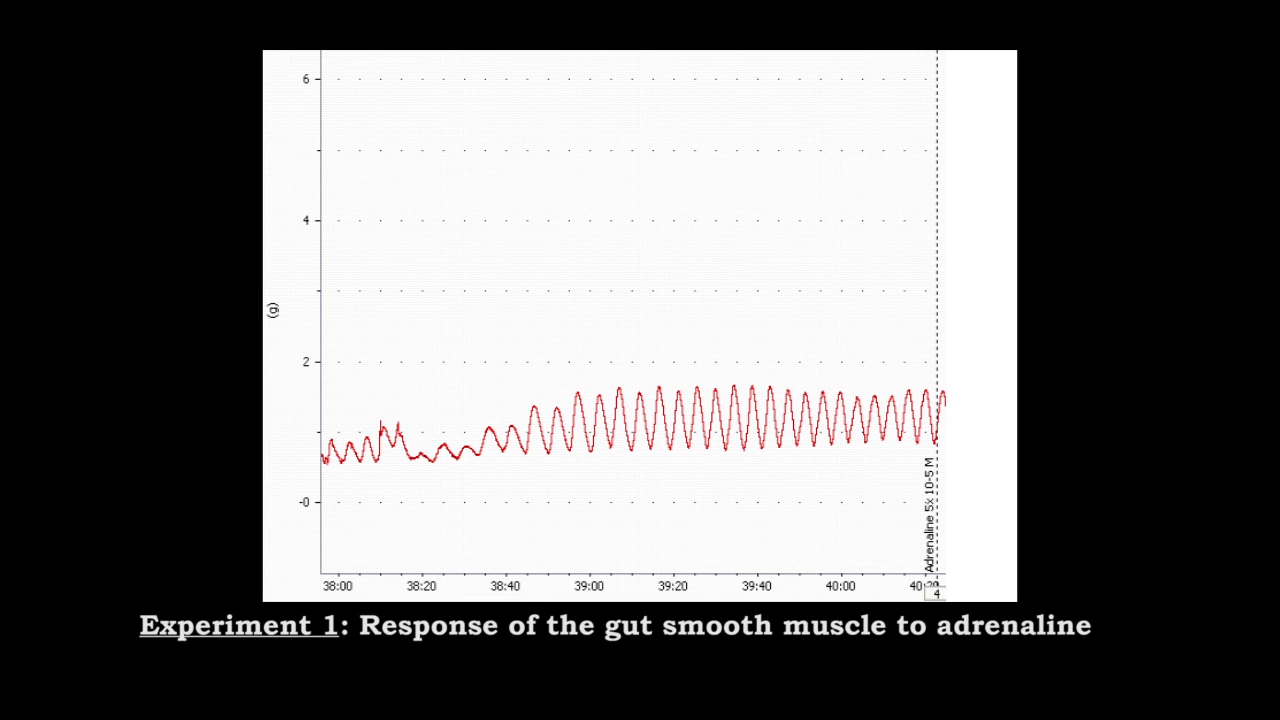 6
4
(g)
2
-0
Adrenaline 5x 10-5 M
38:00 38:20 38:40 39:00 39:20 39:40 40:00
4
Experiment 1: Response of the gut smooth muscle to adrenaline